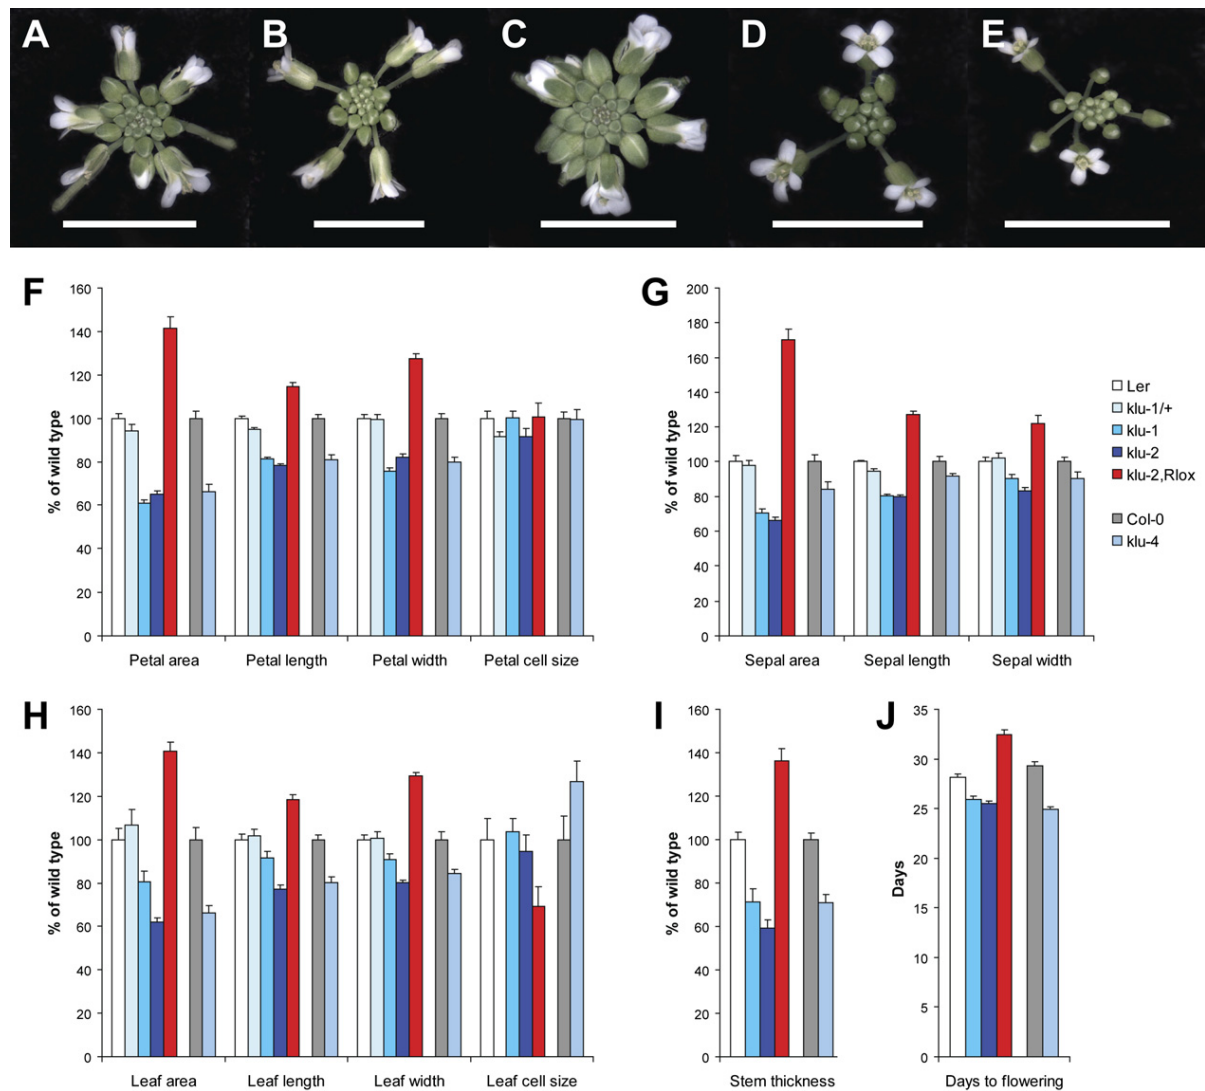 A B C D E
F
% of wild type
160
140
120
100
80
60
40
20
0
Petal area Petal length Petal width Petal cell size
G
% of wild type
200
180
160
140
120
100
80
60
40
20
0
Sepal area Sepal length Sepal width
Ler
klu-1/+
klu-1
klu-2
klu-2,Rlox
Col-0
klu-4
H
% of wild type
160
140
120
100
80
60
40
20
0
Leaf area Leaf length Leaf width Leaf cell size
I
% of wild type
160
140
120
100
80
60
40
20
0
Stem thickness
J
Days
35
30
25
20
15
10
5
0
Days to flowering